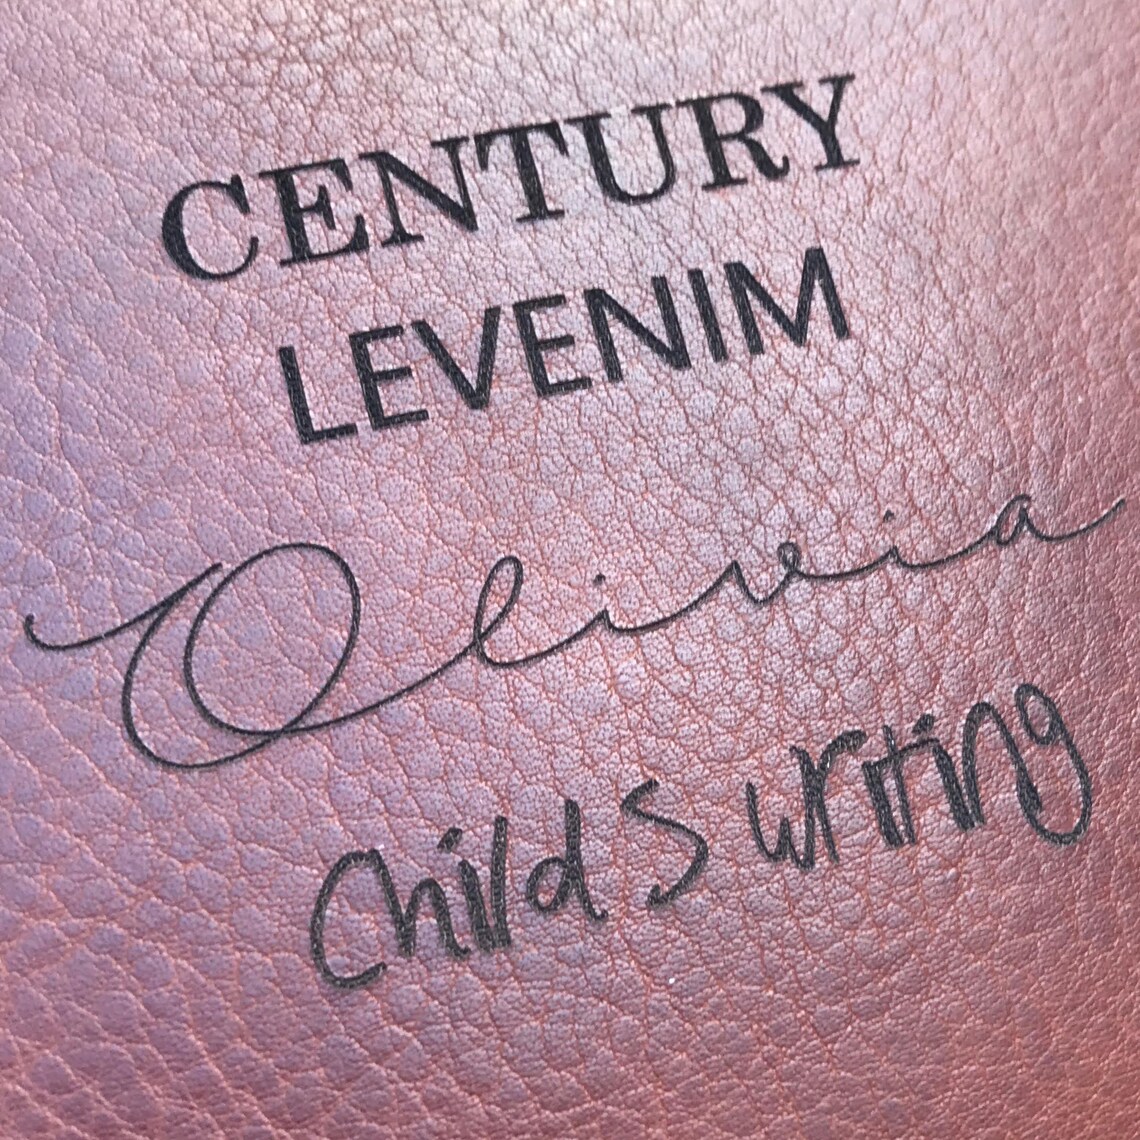 CENTURY
LEVENIM
Olivia
Child S writing